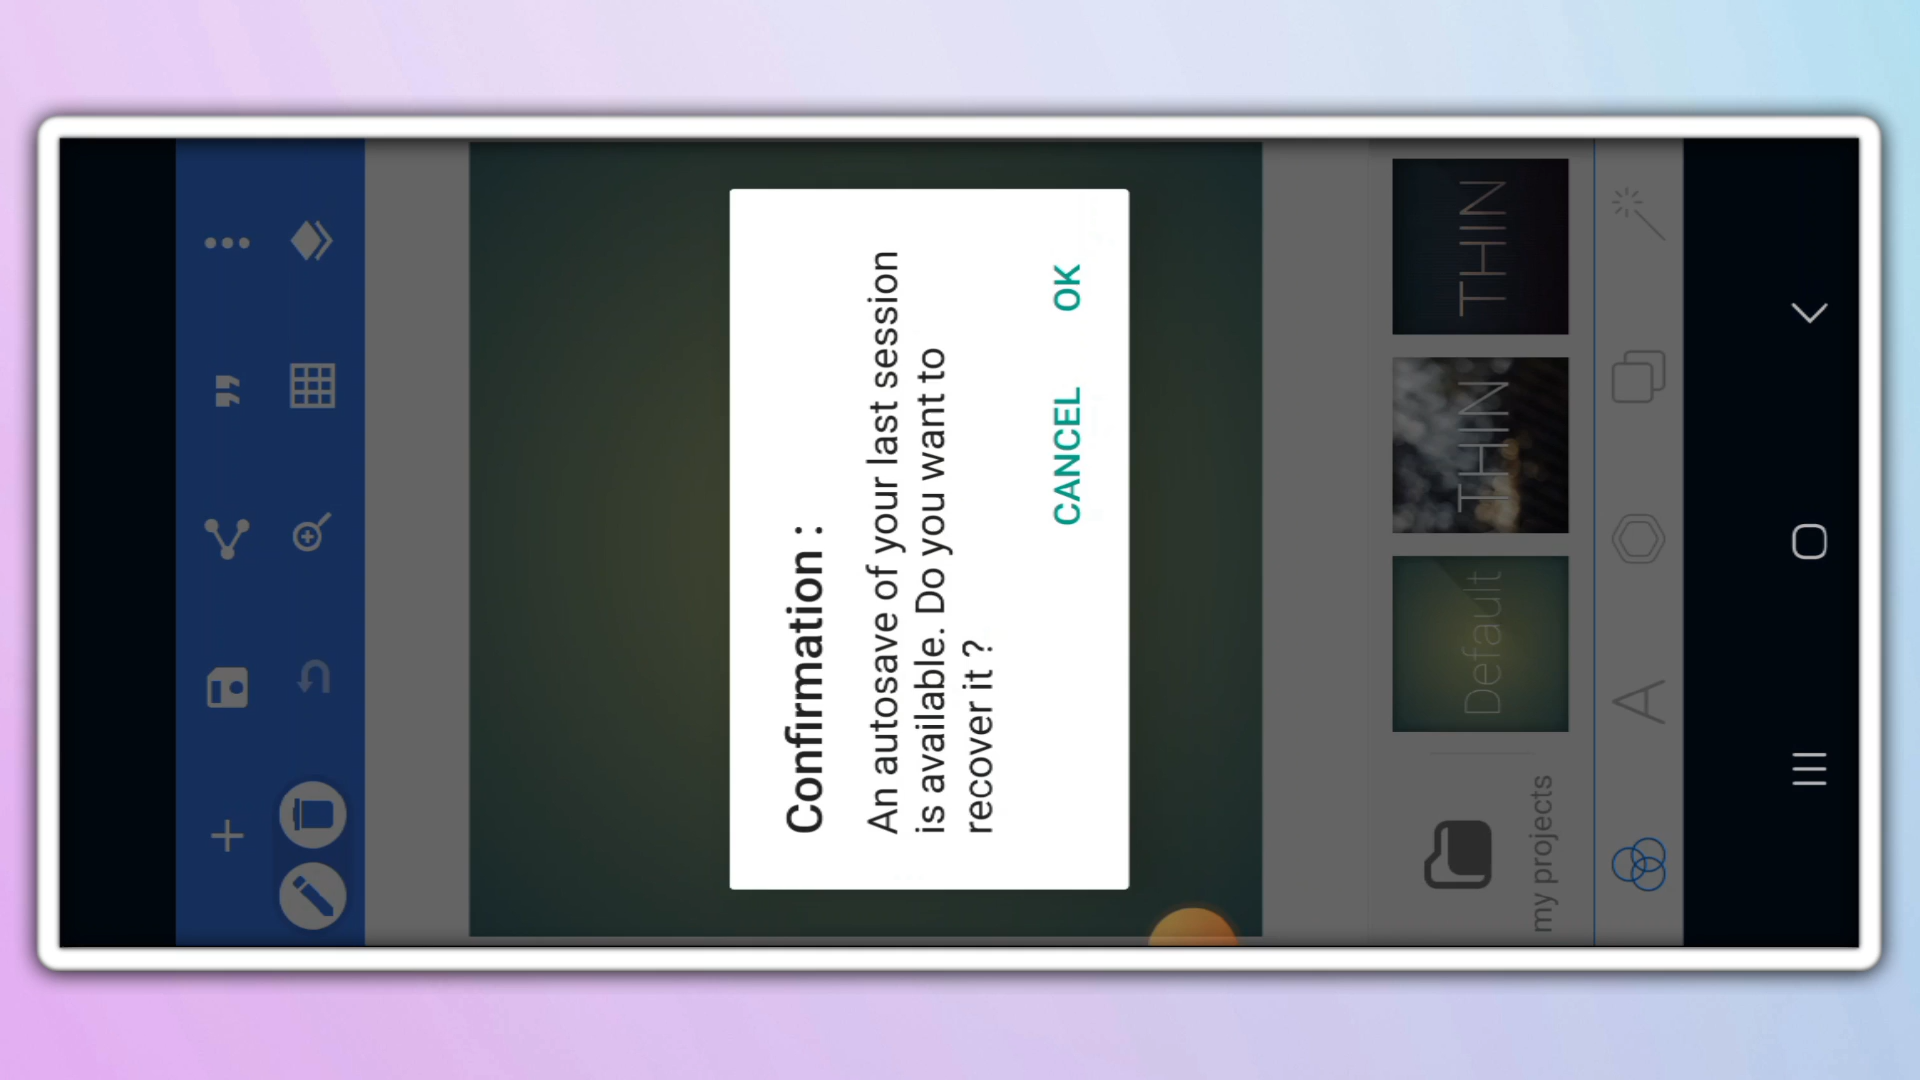 Confirmation :
An autosave of your last session
is available. Do you want to
recover it ?
CANCEL OK
my projects
Default
THIN
THIN